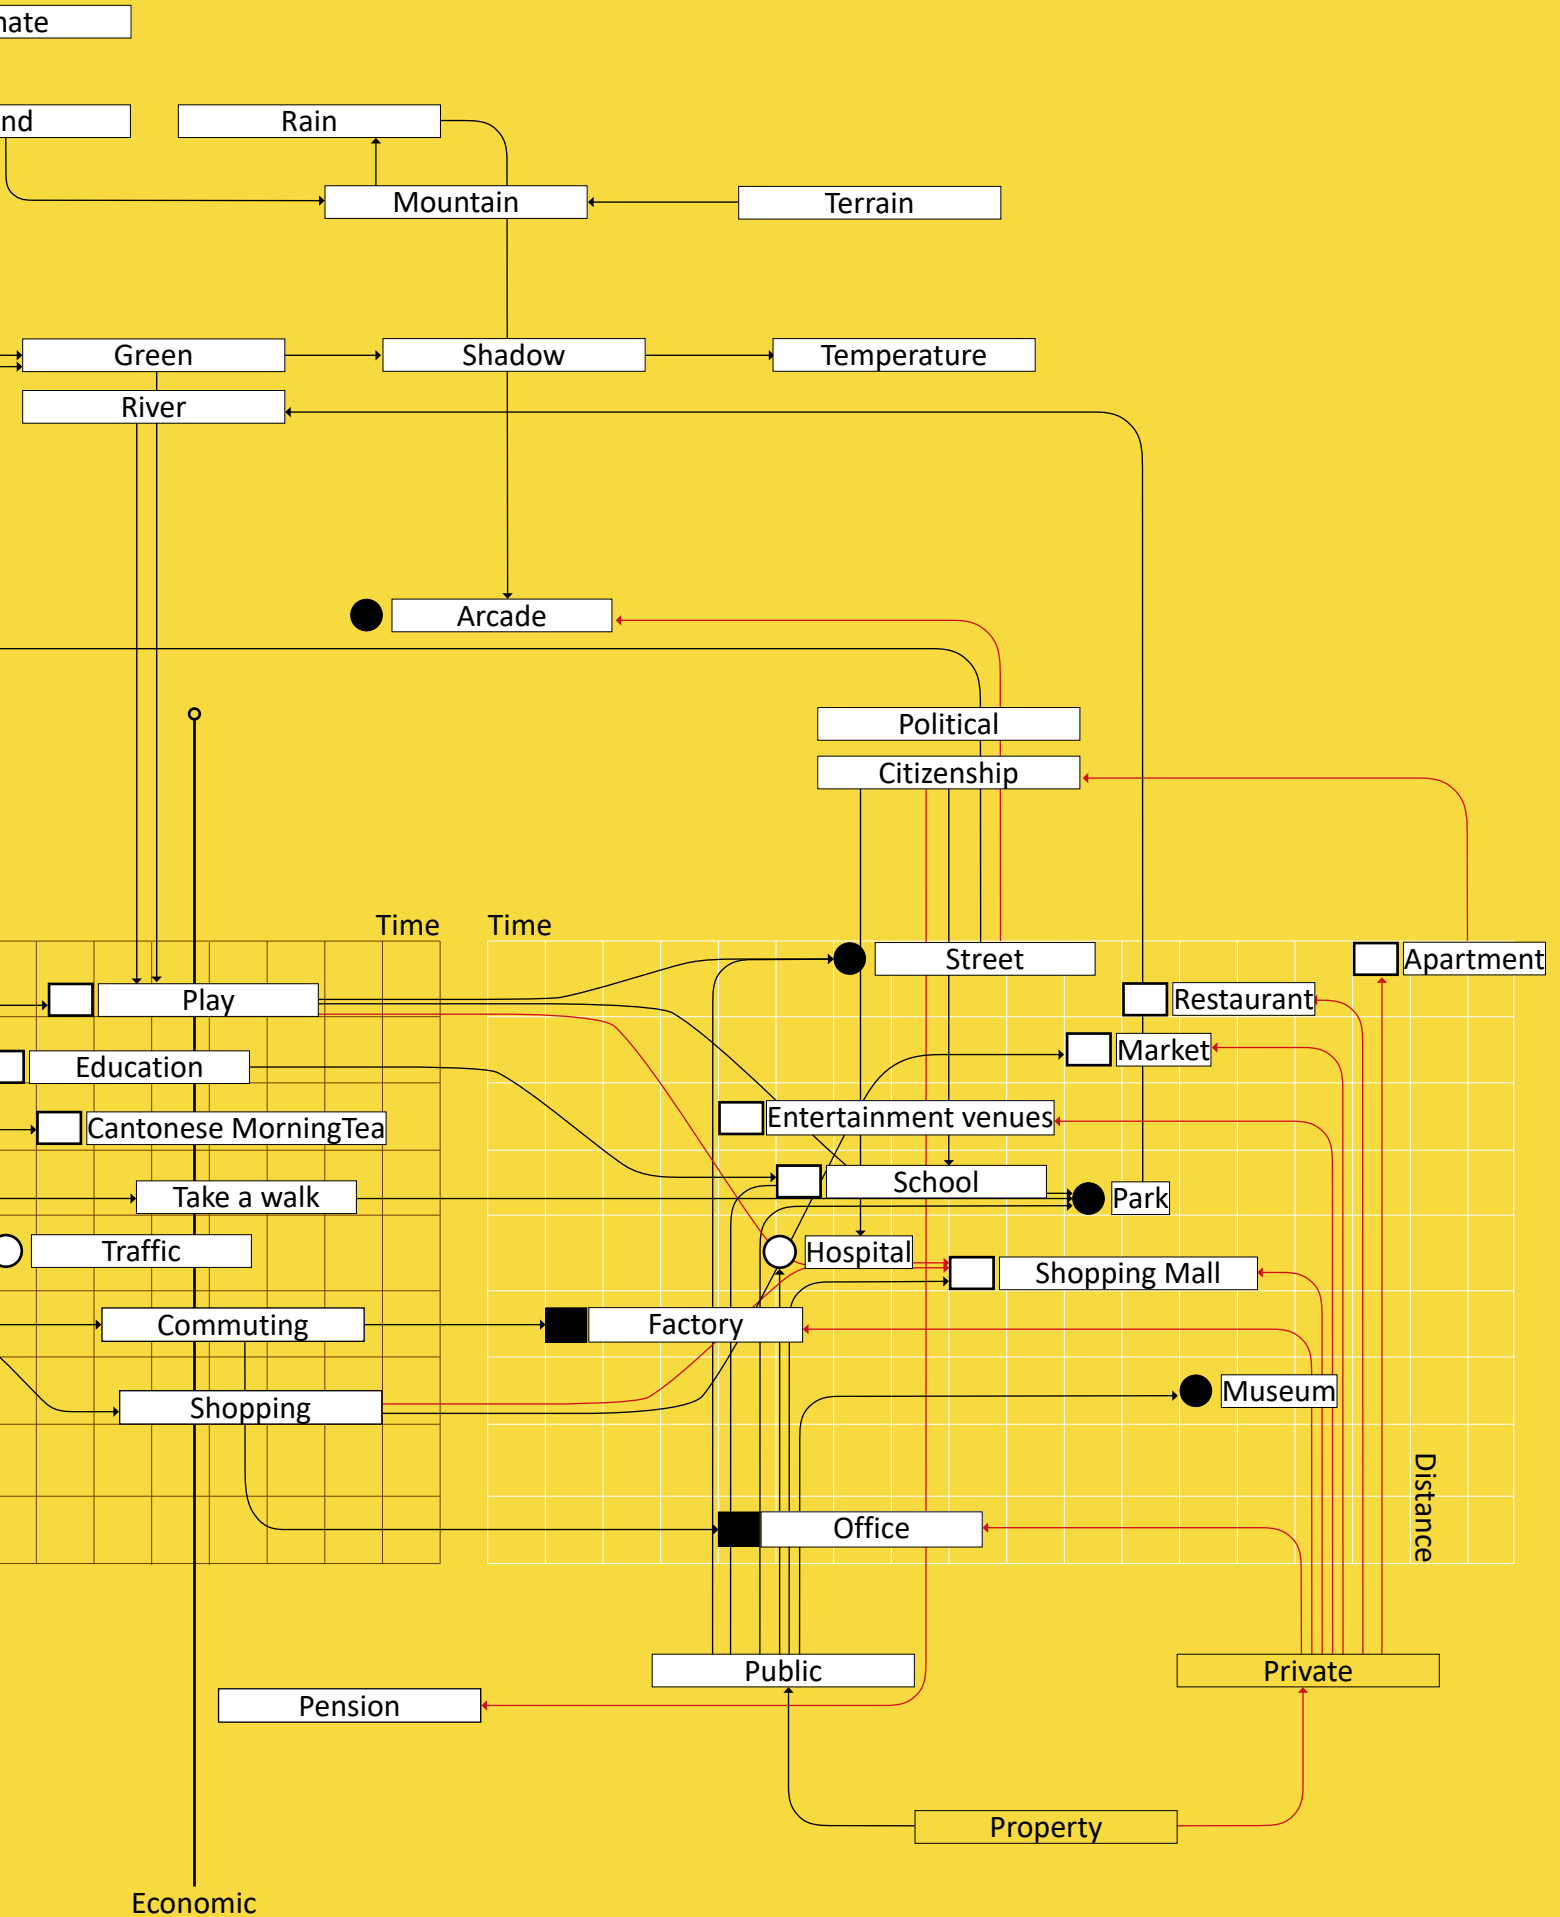 nate
nd
Rain
Mountain
Terrain
Green
Shadow
Temperature
River
Arcade
Political
Citizenship
Time
Time
Street
Apartment
Play
Restaurant
Education
Market
Cantonese MorningTea
Entertainment venues
School
Take a walk
Park
Traffic
Hospital
Shopping Mall
Commuting
Factory
Shopping
Museum
Distance
Office
Public
Private
Pension
Property
Economic